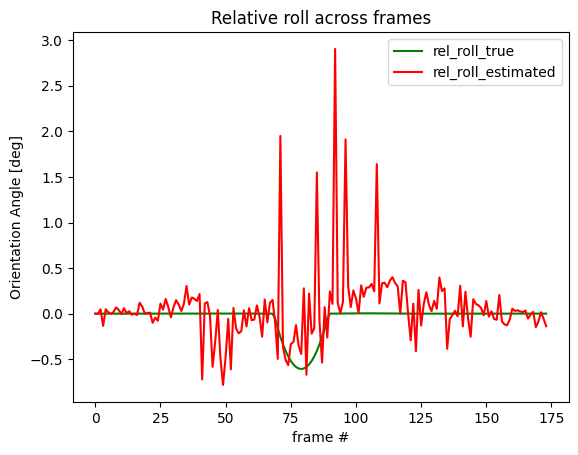 Relative roll across frames
rel_roll_true
rel_roll_estimated
Orientation Angle [deg]
3.0
2.5
2.0
1.5
1.0
0.5
0.0
−0.5
0 25 50 75 100 125 150 175
frame #